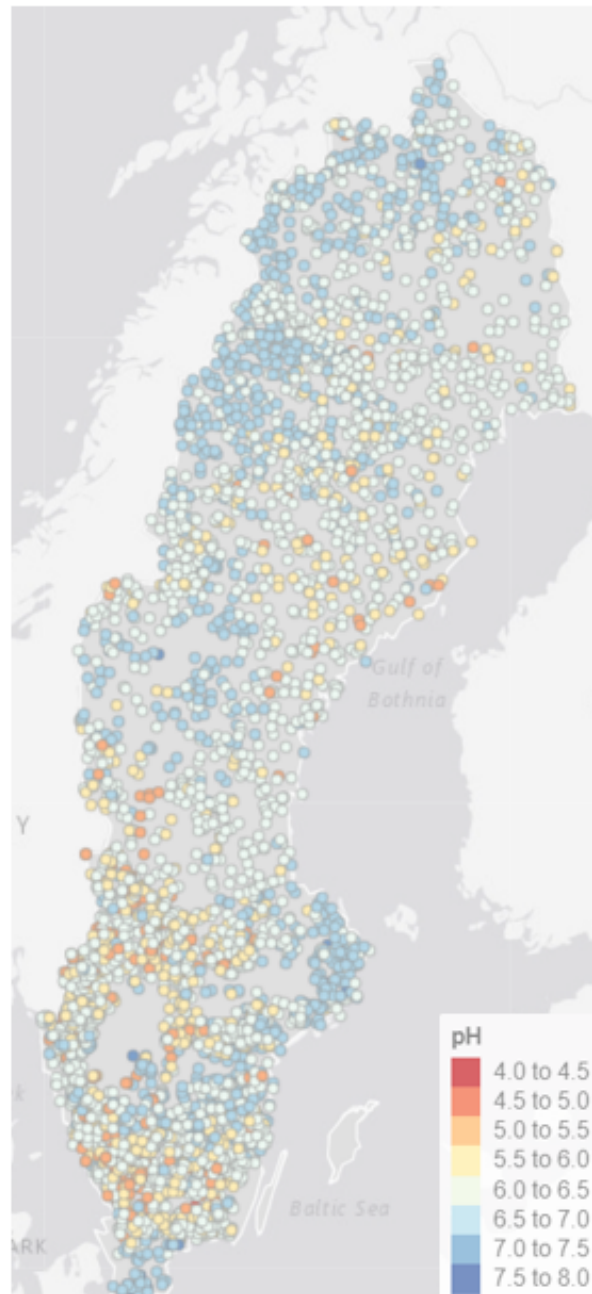 Gulf of
Bothnia
Y
pH
4.0 to 4.5
4.5 to 5.0
5.0 to 5.5
5.5 to 6.0
6.0 to 6.5
6.5 to 7.0
7.0 to 7.5
7.5 to 8.0
Baltic Sea
ARK